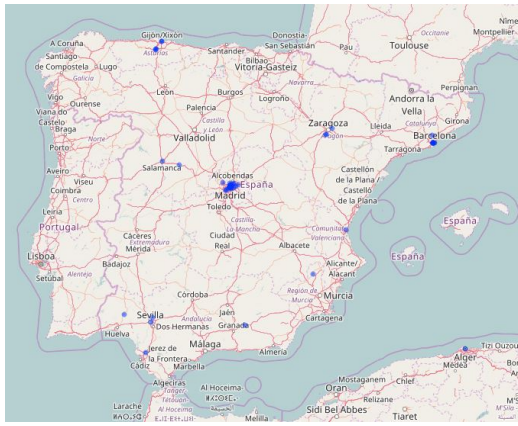 Occitanie
Nîme
Gijón/Xixón
Donostia-
San Sebastián
Montpellier
A Coruña
Asturias
Santander
Pau
Toulouse
Santiago
de Compostela
Lugo
Bilbao
Vitoria-Gasteiz
Galicia
León
Navarra
Perpignan
Andorra la
Vella
Vigo
Ourense
Burgos
Logroño
Viana do
Castelo
Palencia
Girona
Braga
Castilla
y León
Zaragoza
Lleida
Catalunya
Norte
Valladolid
Aragón
Barcelona
Porto
Tarragona
Salamanca
Aveiro
Viseu
Alcobendas
Castellón
de la Plana
Coimbra
España
Centro
Madrid
Castelló
de la Plana
Toledo
Leiria
Castilla-
La Mancha
España
Cáceres
Ciudad
Real
Comunitat
Valenciana
Portugal
Extremadura
Mérida
Albacete
España
Lisboa
Badajoz
Alicante/
Alacant
Setúbal
Alentejo
Región de
Murcia
Murcia
Córdoba
Jaén
Sevilla
Andalucía
Cartagena
Huelva
Dos Hermanas
Granada
Jerez de
la Frontera
Málaga
Almería
Cádiz
Marbella
Alger
Tizi Ouzou
Médéa
Algeciras
Al Hoceima
Mostaganem
Chlef
Oran
Relizane
Larache
Sidi Bel Abbes
Tiaret
Melilla